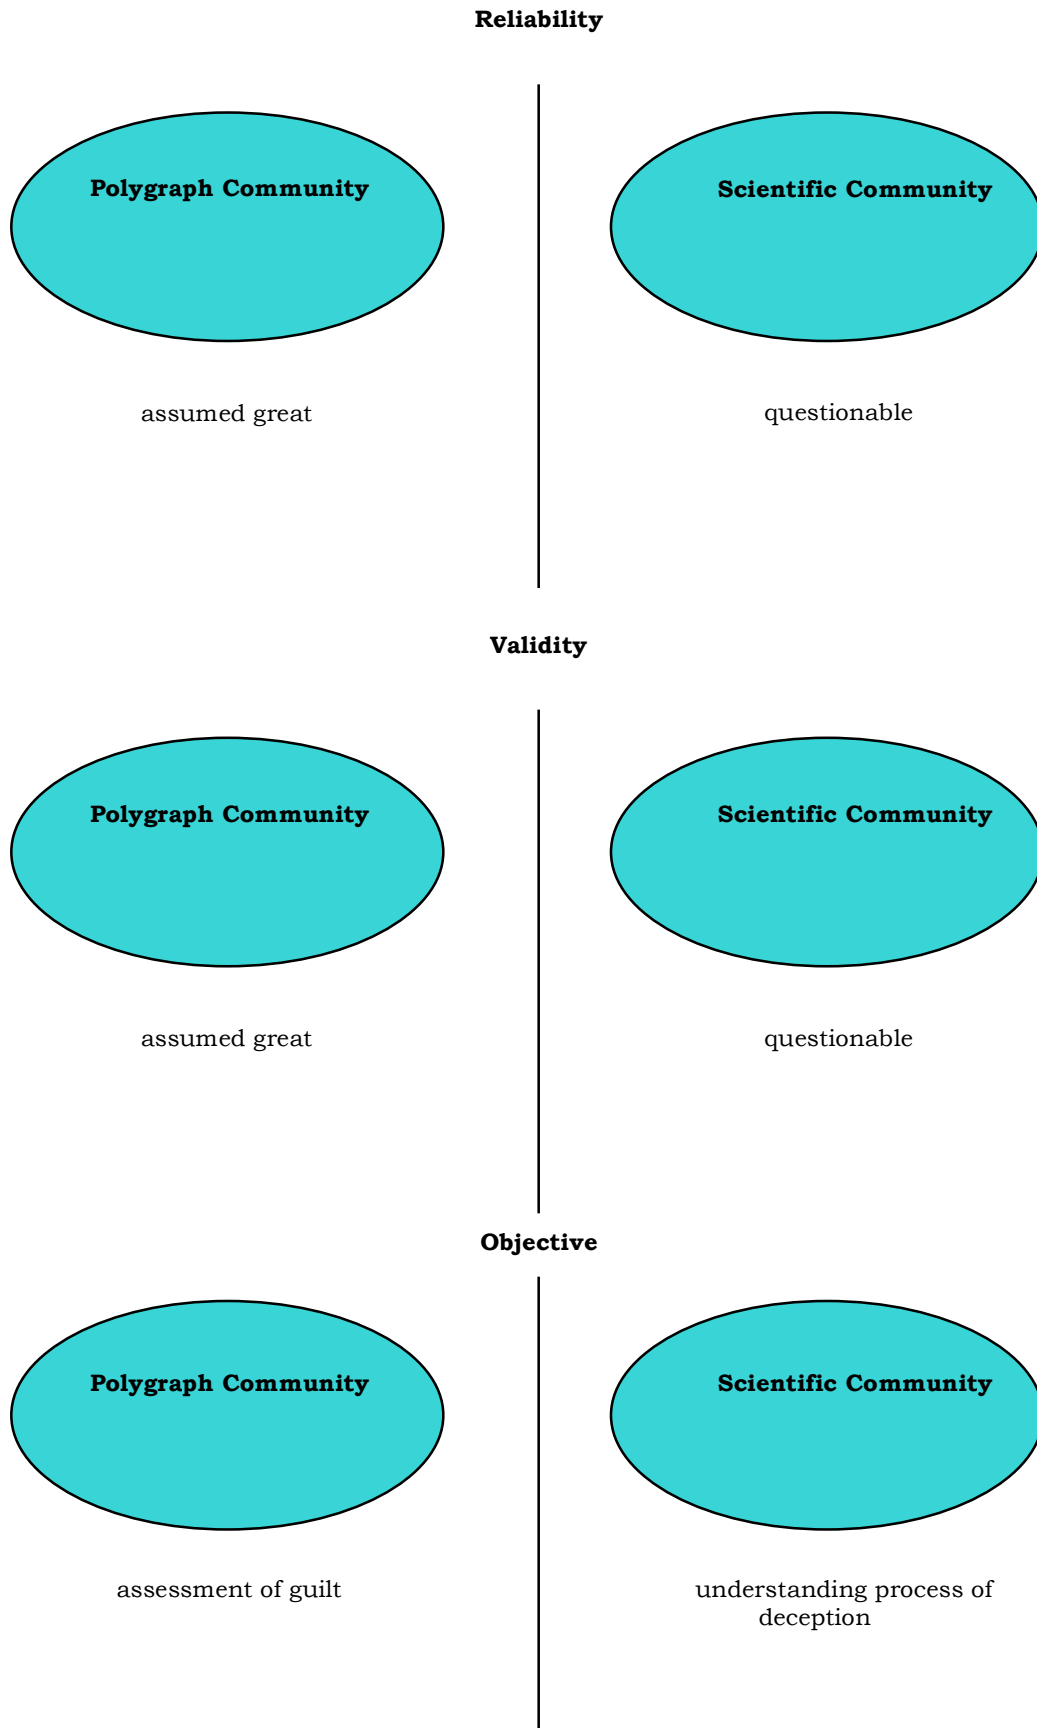 Reliability
Polygraph Community
Scientific Community
assumed great
questionable
Validity
Polygraph Community
Scientific Community
assumed great
questionable
Objective
Polygraph Community
Scientific Community
assessment of guilt
understanding process of
deception